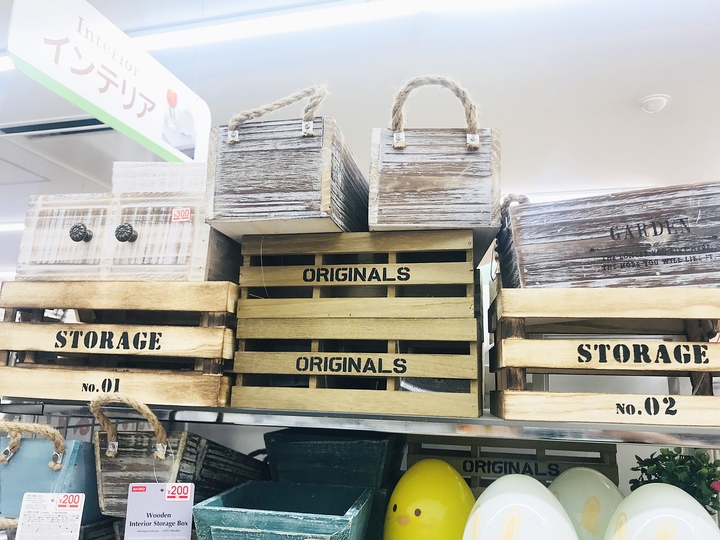 Interior
インテリア
¥300
GARDEN
ORIGINALS
ORIGINALS
STORAGE
No.01
STORAGE
No.02
ORIGINALS
¥200
¥200
Wooden
Interior Storage Box